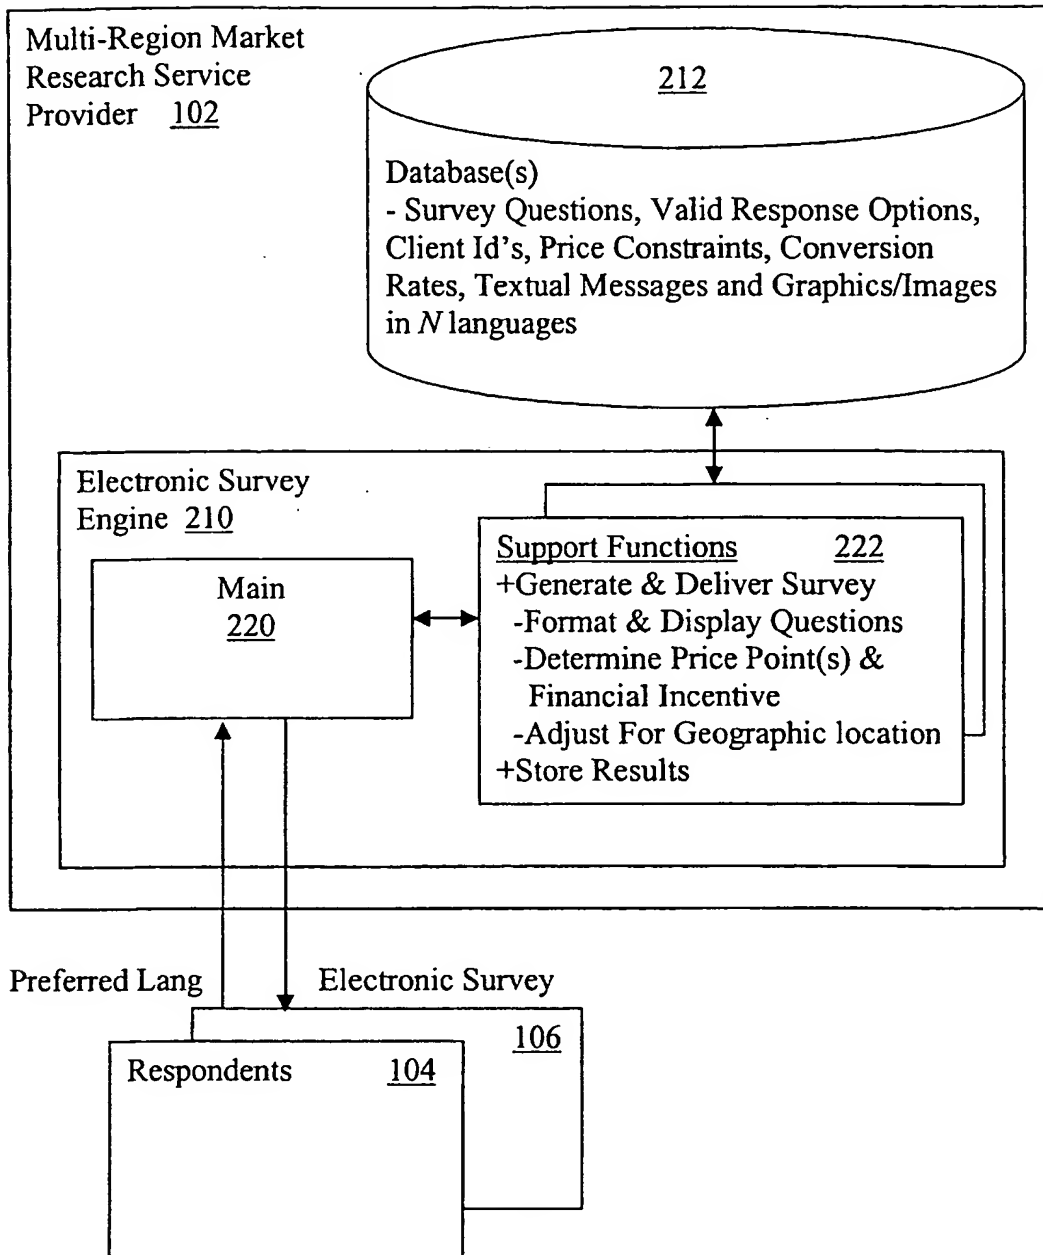 Multi-Region Market
Research Service
Provider 102
212
Database(s)
- Survey Questions, Valid Response Options,
Client Id's, Price Constraints, Conversion
Rates, Textual Messages and Graphics/Images
in N languages
Electronic Survey
Engine 210
Main
220
Support Functions 222
+Generate & Deliver Survey
-Format & Display Questions
-Determine Price Point(s) &
Financial Incentive
-Adjust For Geographic location
+Store Results
Preferred Lang
Electronic Survey
106
Respondents 104